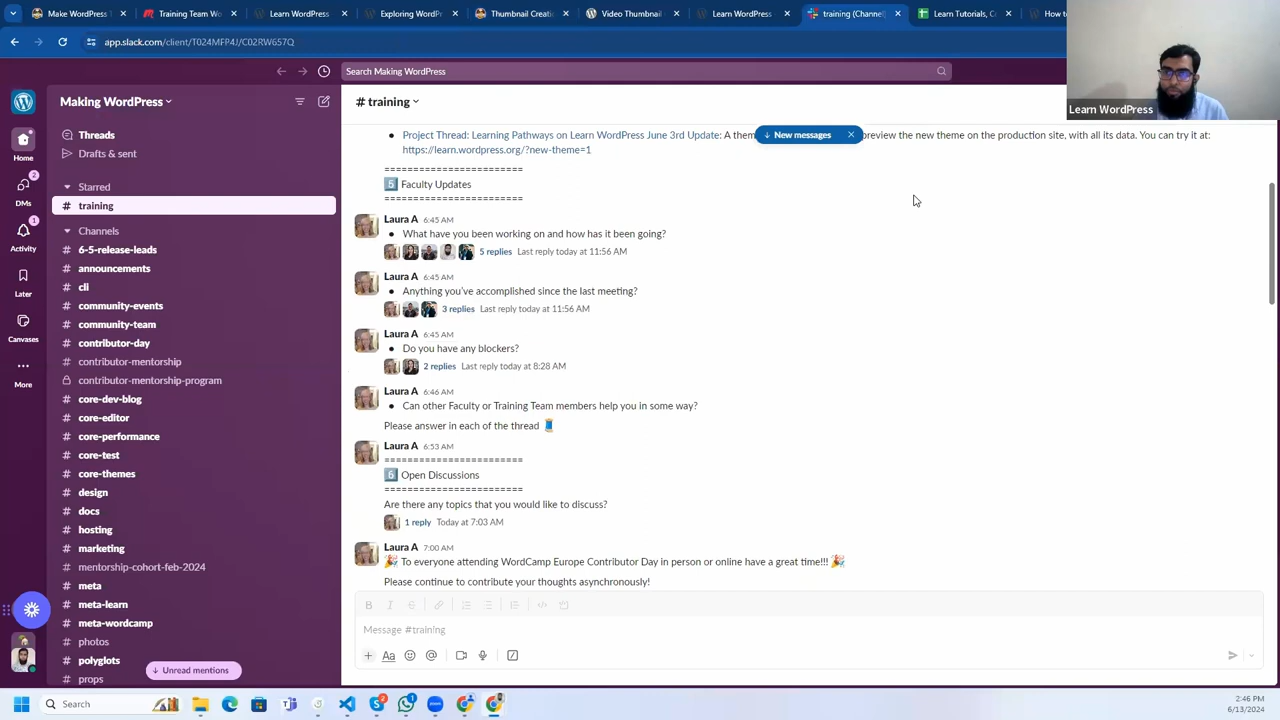 Making WordP
Training Team Wo
Learn WordPress
Exploring WordPr
Thumbnail Creati
Video Thumbnail
Learn WordPress
training (Channel)
Learn Tutorials, C
How to
app.slack.com/client/T024MFP4J/C02RW657Q
Search Making WordPress
Learn WordPress
Making WordPress
# training
Home
DMs
2
Activity
1
Later
Canvases
More
Threads
Drafts & sent
Starred
training
Channels
# 6-5-release-leads
# announcements
# cli
# community-events
# community-team
# contributor-day
# contributor-mentorship
contributor-mentorship-program
# core-dev-blog
# core-editor
# core-performance
# core-test
# core-themes
# design
# docs
# hosting
# marketing
# mentorship-cohort-feb-2024
# meta
# meta-learn
# meta-wordcamp
# photos
# polyglots
# props
↓ Unread mentions
↓ New messages ×
• Project Thread: Learning Pathways on Learn WordPress June 3rd Update: A them preview the new theme on the production site, with all its data. You can try it at:
https://learn.wordpress.org/?new-theme=1
=======================
5 Faculty Updates
=======================
Laura A 6:45 AM
• What have you been working on and how has it been going?
5 replies Last reply today at 11:56 AM
Laura A 6:45 AM
• Anything you've accomplished since the last meeting?
3 replies Last reply today at 11:56 AM
Laura A 6:45 AM
• Do you have any blockers?
2 replies Last reply today at 8:28 AM
Laura A 6:46 AM
• Can other Faculty or Training Team members help you in some way?
Please answer in each of the thread
Laura A 6:53 AM
=======================
6 Open Discussions
=======================
Are there any topics that you would like to discuss?
1 reply Today at 7:03 AM
Laura A 7:00 AM
🎉 To everyone attending WordCamp Europe Contributor Day in person or online have a great time!!! 🎉
Please continue to contribute your thoughts asynchronously!
Message #training
Aa
Search
2
1
zoom
2:46 PM
6/13/2024